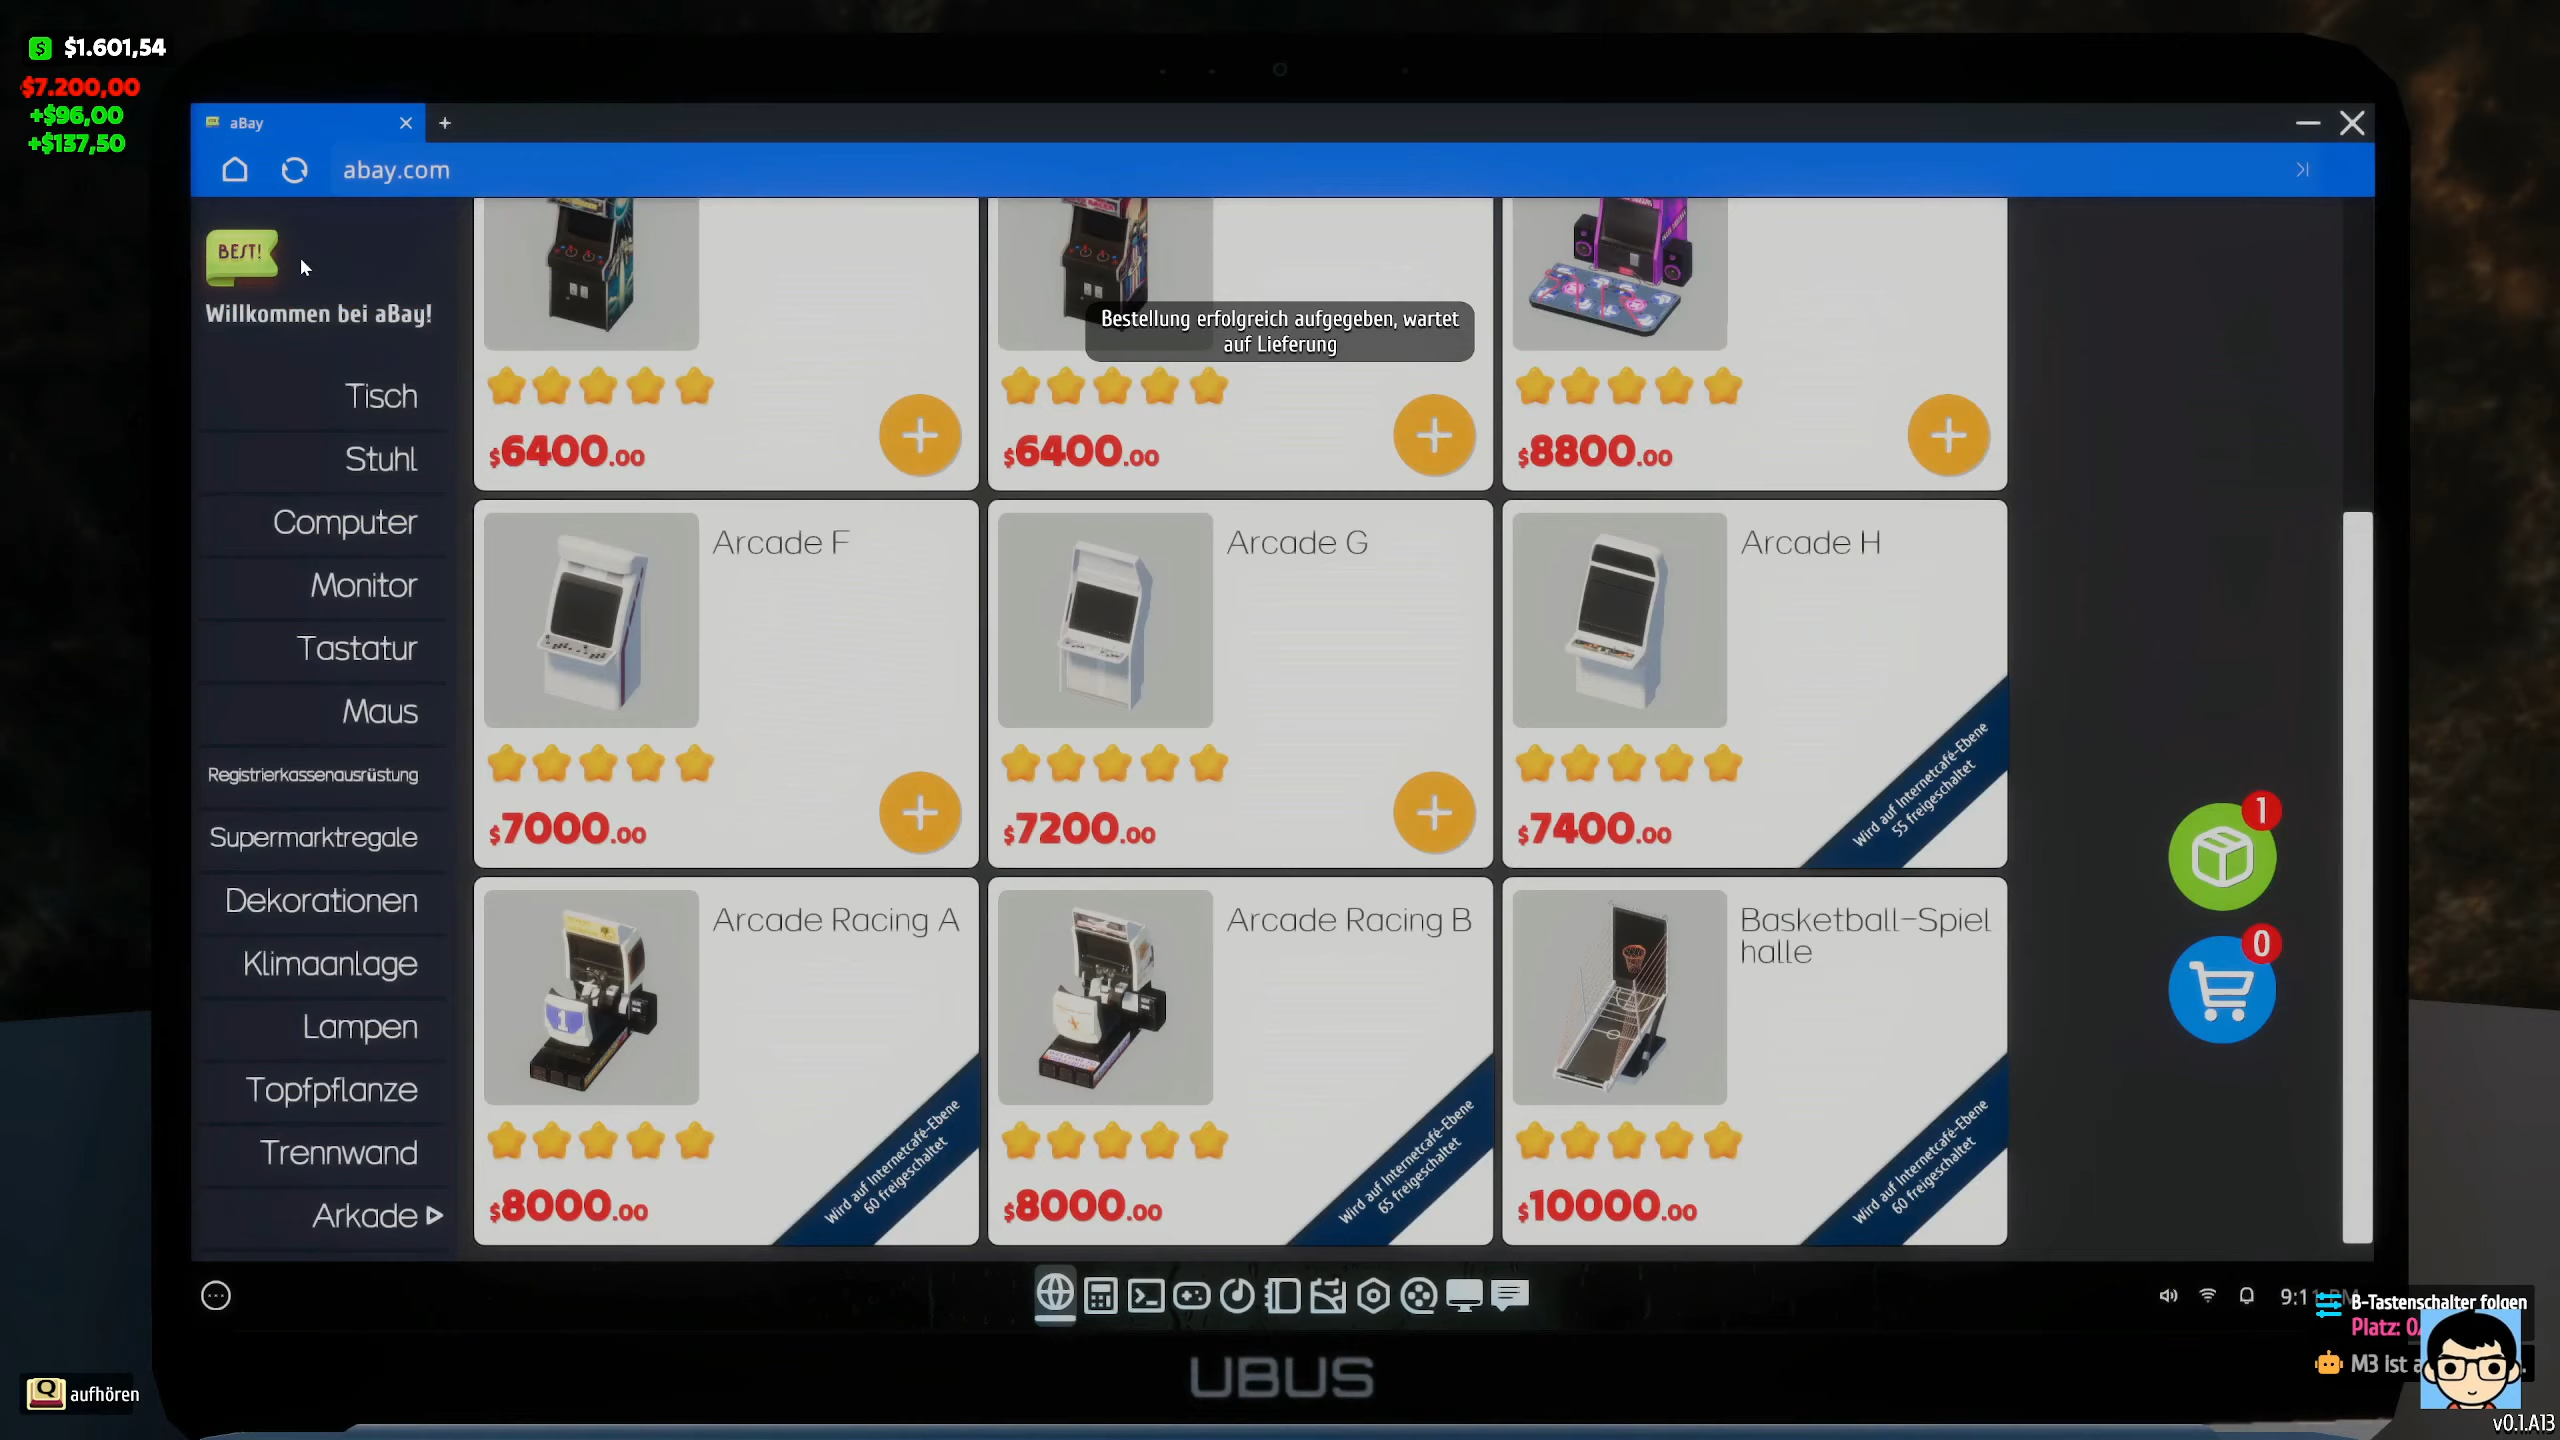 $1.601,54
$7.200,00
+$96,00
+$137,50
aBay
abay.com
BEST!
Willkommen bei aBay!
Tisch
Stuhl
Computer
Monitor
Tastatur
Maus
Registrierkassenausrüstung
Supermarktregale
Dekorationen
Klimaanlage
Lampen
Topfpflanze
Trennwand
Arkade
Bestellung erfolgreich aufgegeben, wartet
auf Lieferung
$6400.00
$6400.00
$8800.00
Arcade F
$7000.00
Arcade G
$7200.00
Arcade H
$7400.00
Wird auf Internetcafé-Ebene
55 freigeschaltet
Arcade Racing A
$8000.00
Wird auf Internetcafé-Ebene
60 freigeschaltet
Arcade Racing B
$8000.00
Wird auf Internetcafé-Ebene
65 freigeschaltet
Basketball-Spiel
halle
$10000.00
Wird auf Internetcafé-Ebene
60 freigeschaltet
1
0
B-Tastenschalter folgen
Platz:
M3 ist
UBUS
Q aufhören
v0.1.A13